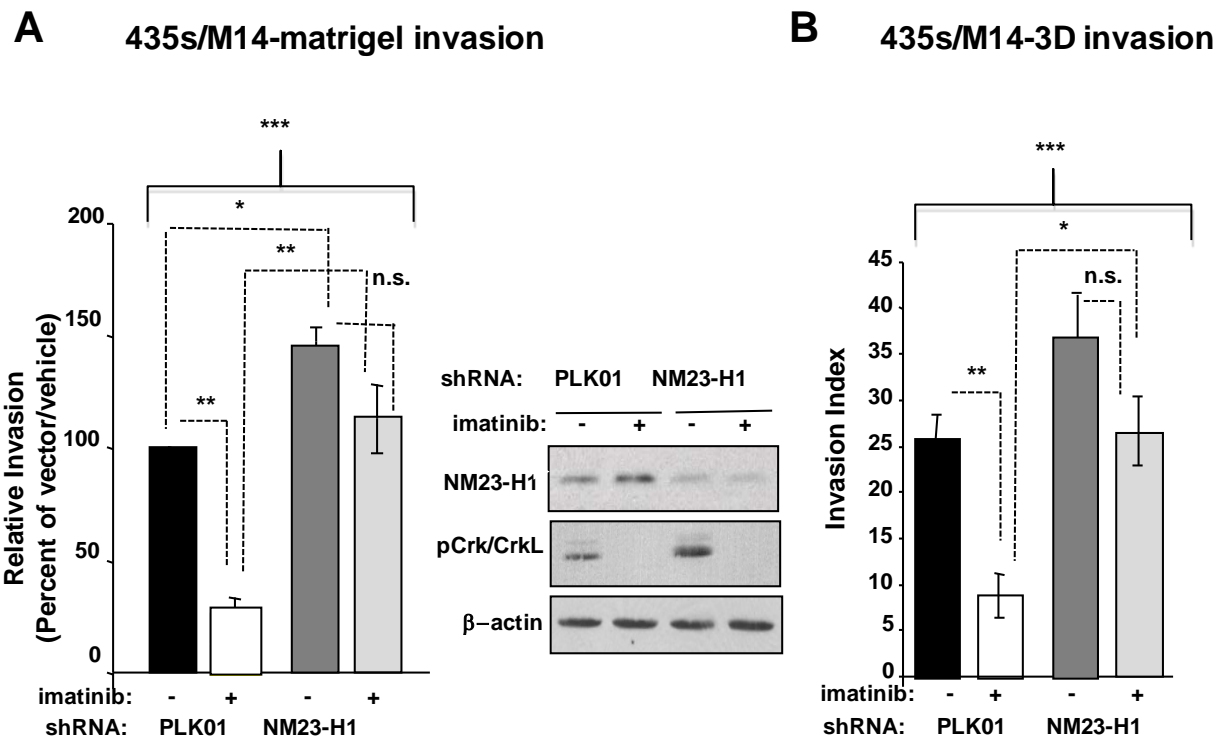 A
435s/M14-matrigel invasion
***
*
**
n.s.
**
200
150
100
50
0
Relative Invasion
(Percent of vector/vehicle)
imatinib: - + - +
shRNA: PLK01 NM23-H1
shRNA: PLK01 NM23-H1
imatinib: - + - +
NM23-H1
pCrk/CrkL
β–actin
B
435s/M14-3D invasion
***
*
n.s.
**
45
40
35
30
25
20
15
10
5
0
Invasion Index
imatinib: - + - +
shRNA: PLK01 NM23-H1